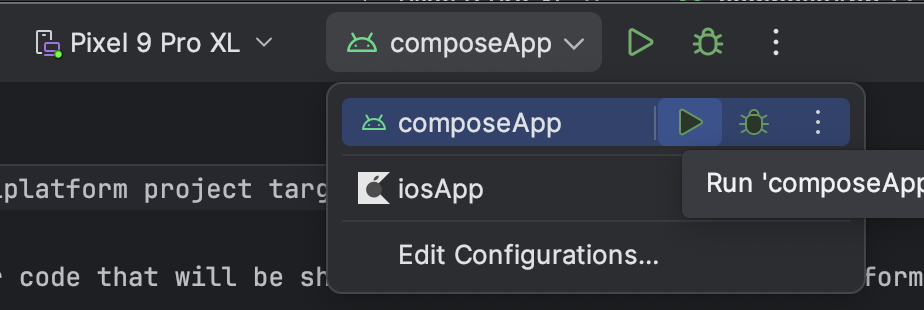 Pixel 9 Pro XL
composeApp
composeApp
iosApp
Run 'composeApp
platform project targ
Edit Configurations...
code that will be sh
form